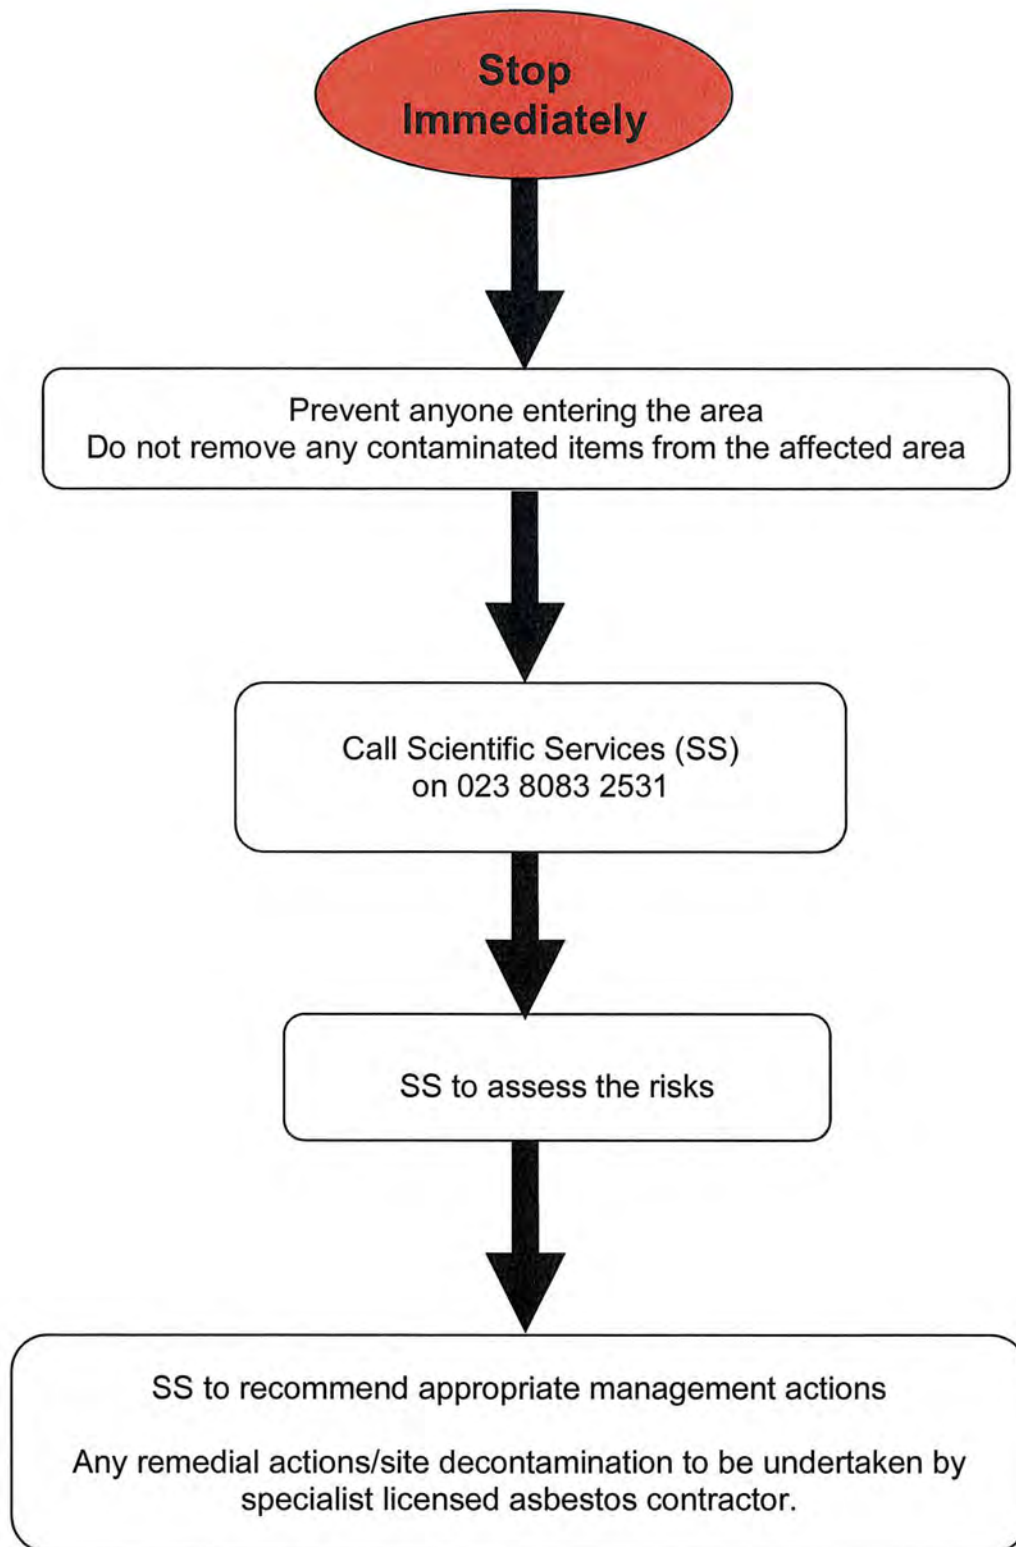 Stop
Immediately
Prevent anyone entering the area
Do not remove any contaminated items from the affected area
Call Scientific Services (SS)
on 023 8083 2531
SS to assess the risks
SS to recommend appropriate management actions
Any remedial actions/site decontamination to be undertaken by
specialist licensed asbestos contractor.